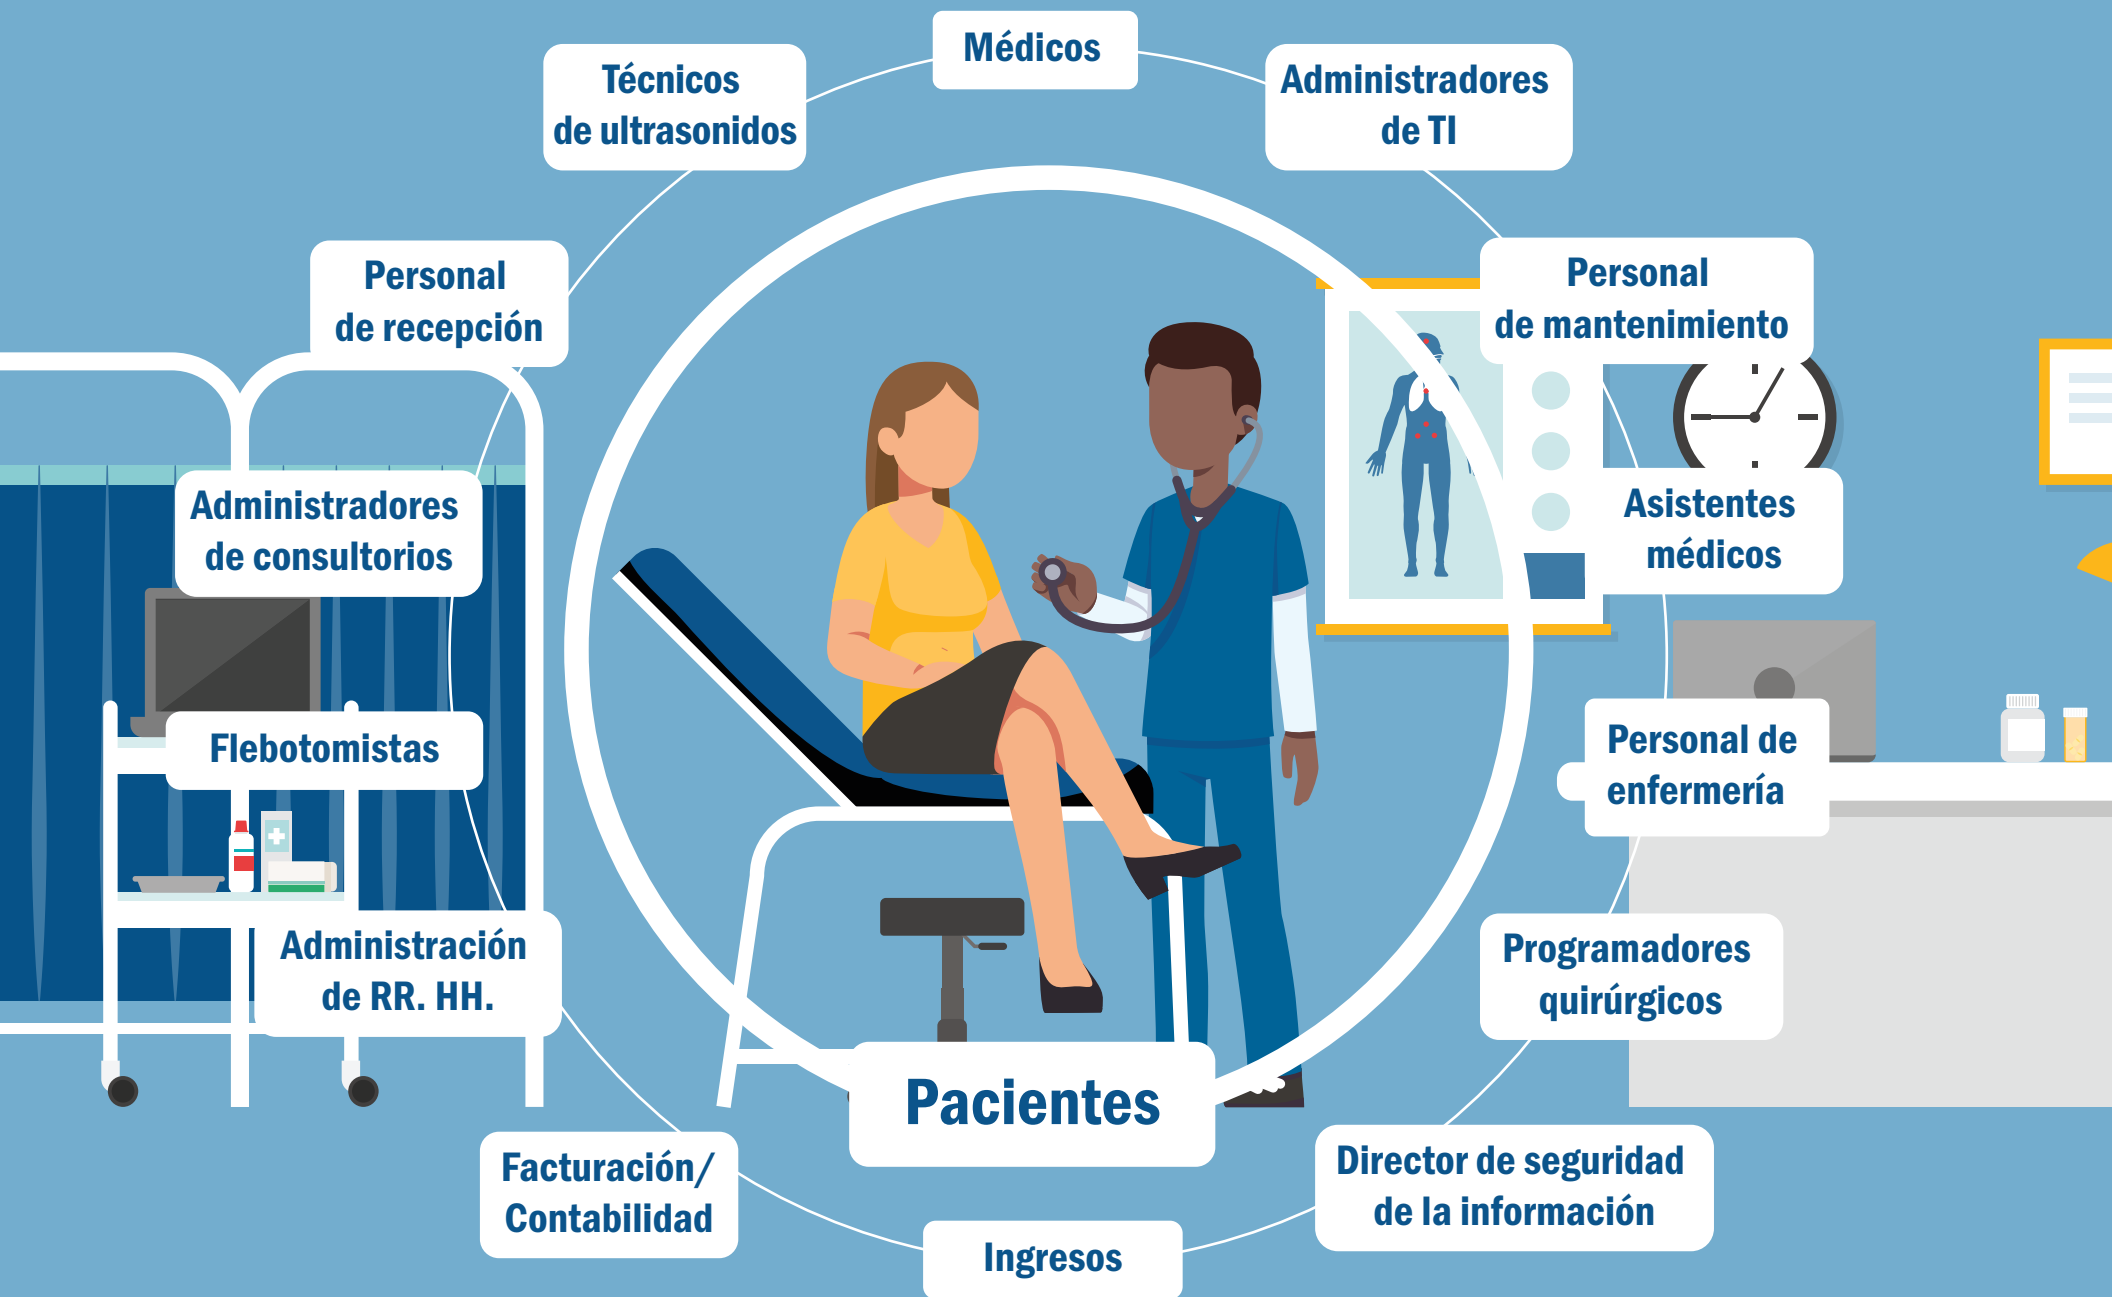 Médicos
Técnicos
de ultrasonidos
Administradores
de TI
Personal
de recepción
Personal
de mantenimiento
Administradores
de consultorios
Asistentes
médicos
Flebotomistas
Personal de
enfermería
Administración
de RR. HH.
Programadores
quirúrgicos
Pacientes
Facturación/
Contabilidad
Director de seguridad
de la información
Ingresos